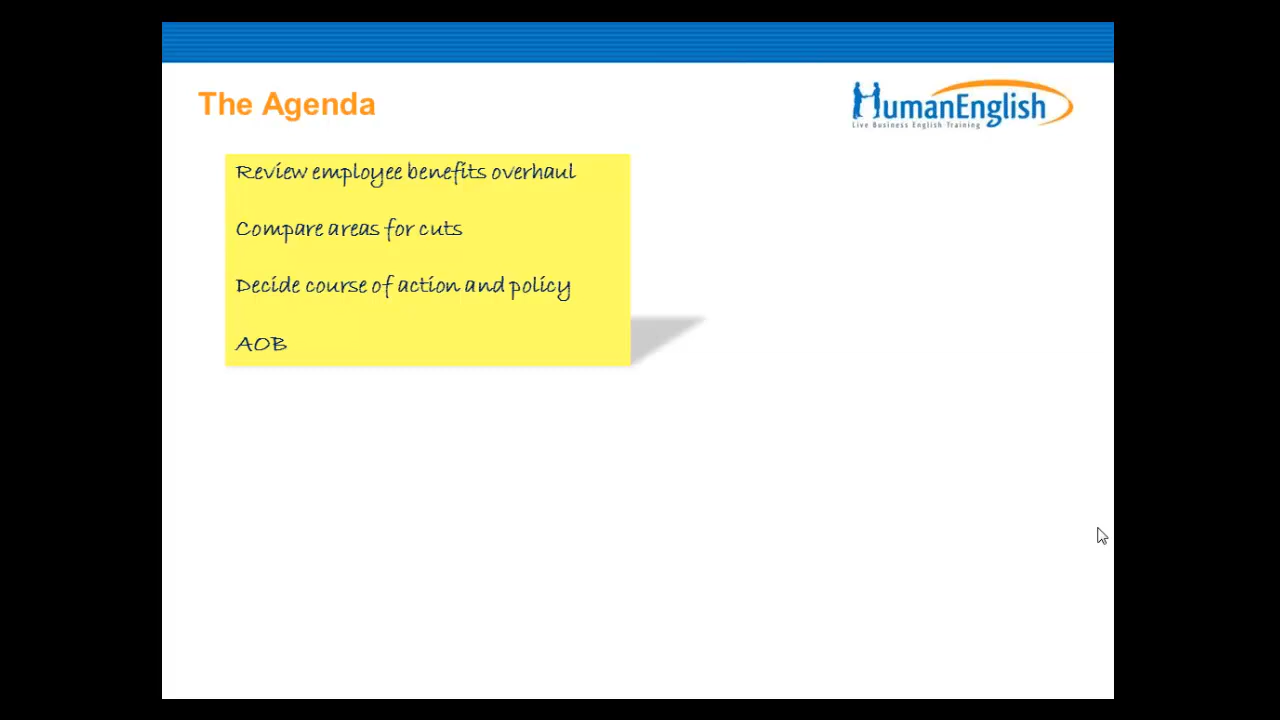 The Agenda
HumanEnglish
Live Business English Training
Review employee benefits overhaul
Compare areas for cuts
Decide course of action and policy
AOB